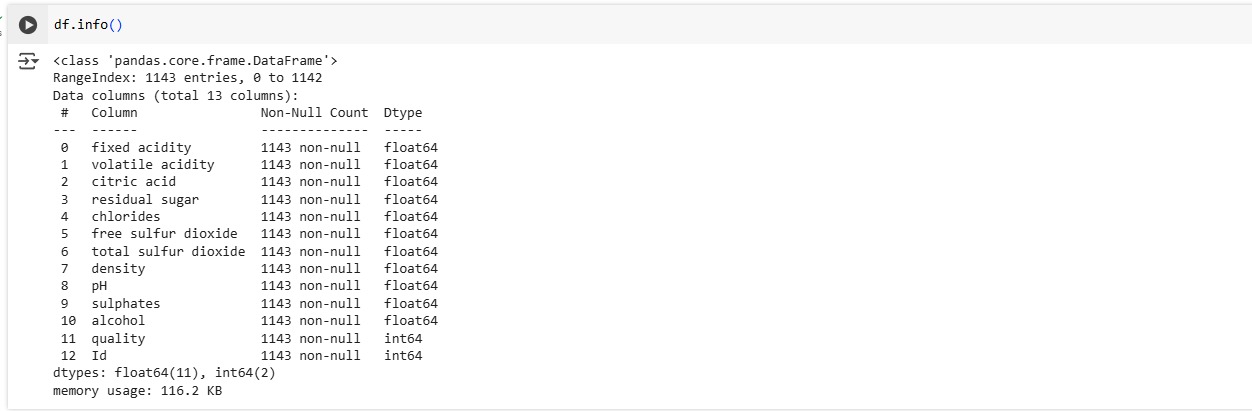 df.info()
<class 'pandas.core.frame.DataFrame'>
RangeIndex: 1143 entries, 0 to 1142
Data columns (total 13 columns):
 #   Column                Non-Null Count  Dtype
---  ------                --------------  -----
 0   fixed acidity         1143 non-null   float64
 1   volatile acidity      1143 non-null   float64
 2   citric acid           1143 non-null   float64
 3   residual sugar        1143 non-null   float64
 4   chlorides             1143 non-null   float64
 5   free sulfur dioxide   1143 non-null   float64
 6   total sulfur dioxide  1143 non-null   float64
 7   density               1143 non-null   float64
 8   pH                    1143 non-null   float64
 9   sulphates             1143 non-null   float64
 10  alcohol               1143 non-null   float64
 11  quality               1143 non-null   int64
 12  Id                    1143 non-null   int64
dtypes: float64(11), int64(2)
memory usage: 116.2 KB